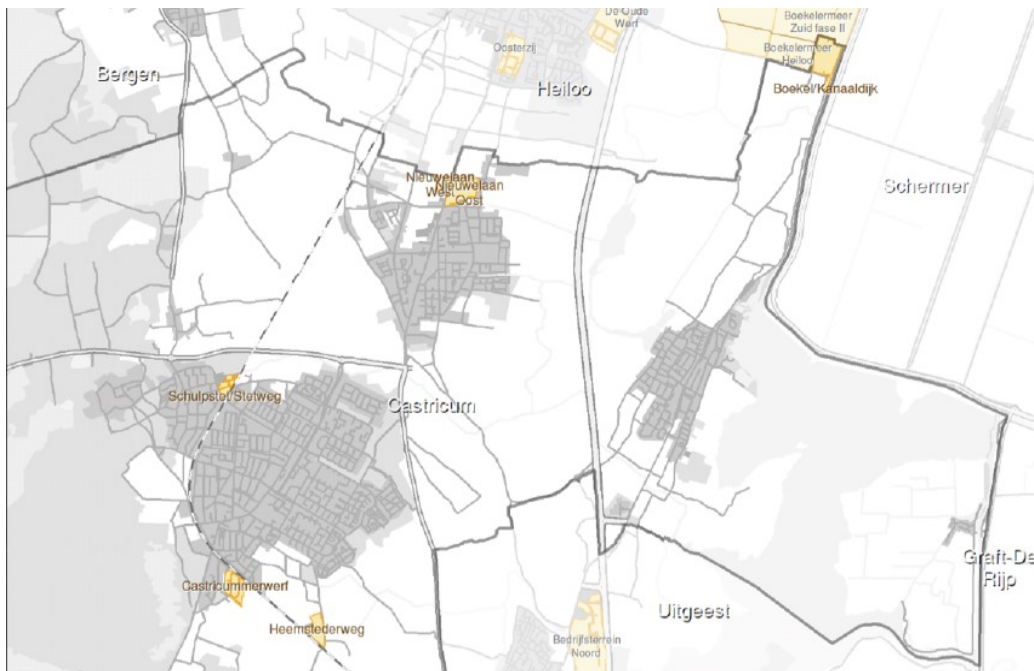 De Oude
Werf
Boekelermeer
Zuid fase II
Oosterzij
Boekelermeer
Heiloo
Bergen
Heiloo
Boekel/Kanaaldijk
Nieuwelaan
West
Nieuwelaan
Oost
Schermer
Schulpstet/Stetweg
Castricum
Graft-De
Rijp
Castricummerwerf
Uitgeest
Heemstederweg
Bedrijfsterrein
Noord